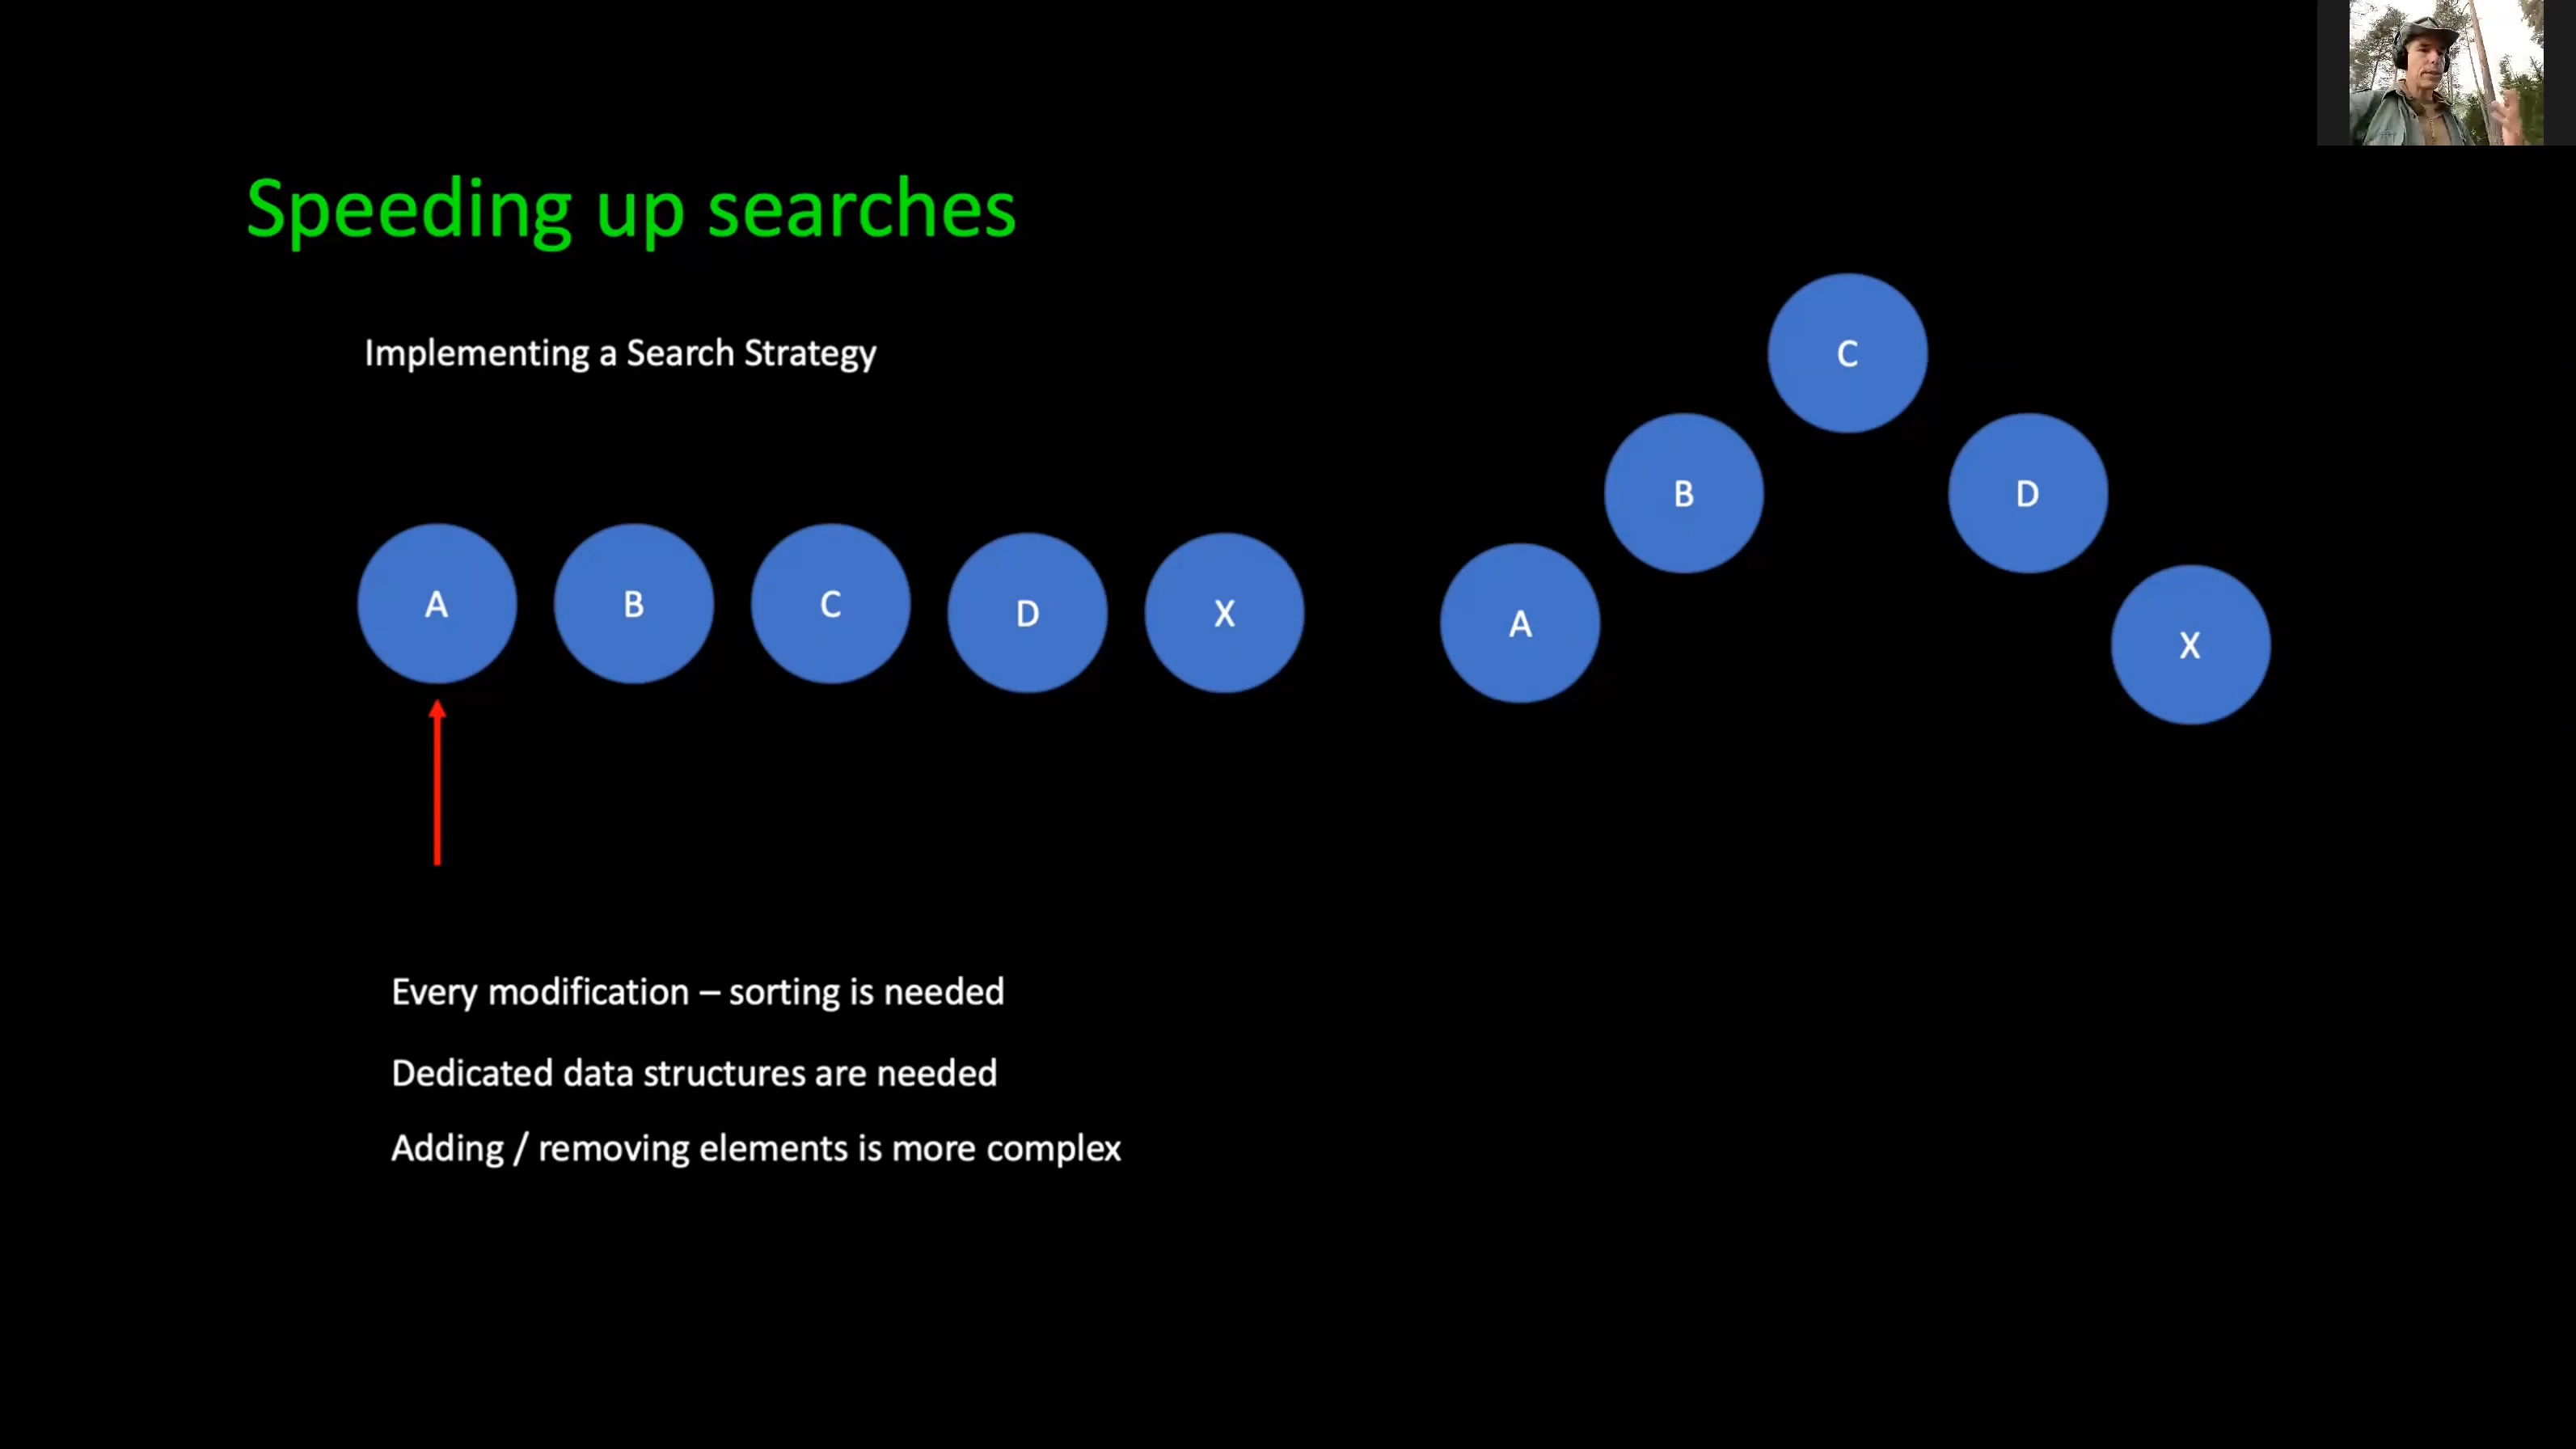 Speeding up searches
Implementing a Search Strategy
A B C D X
C
B D
A X
Every modification – sorting is needed
Dedicated data structures are needed
Adding / removing elements is more complex